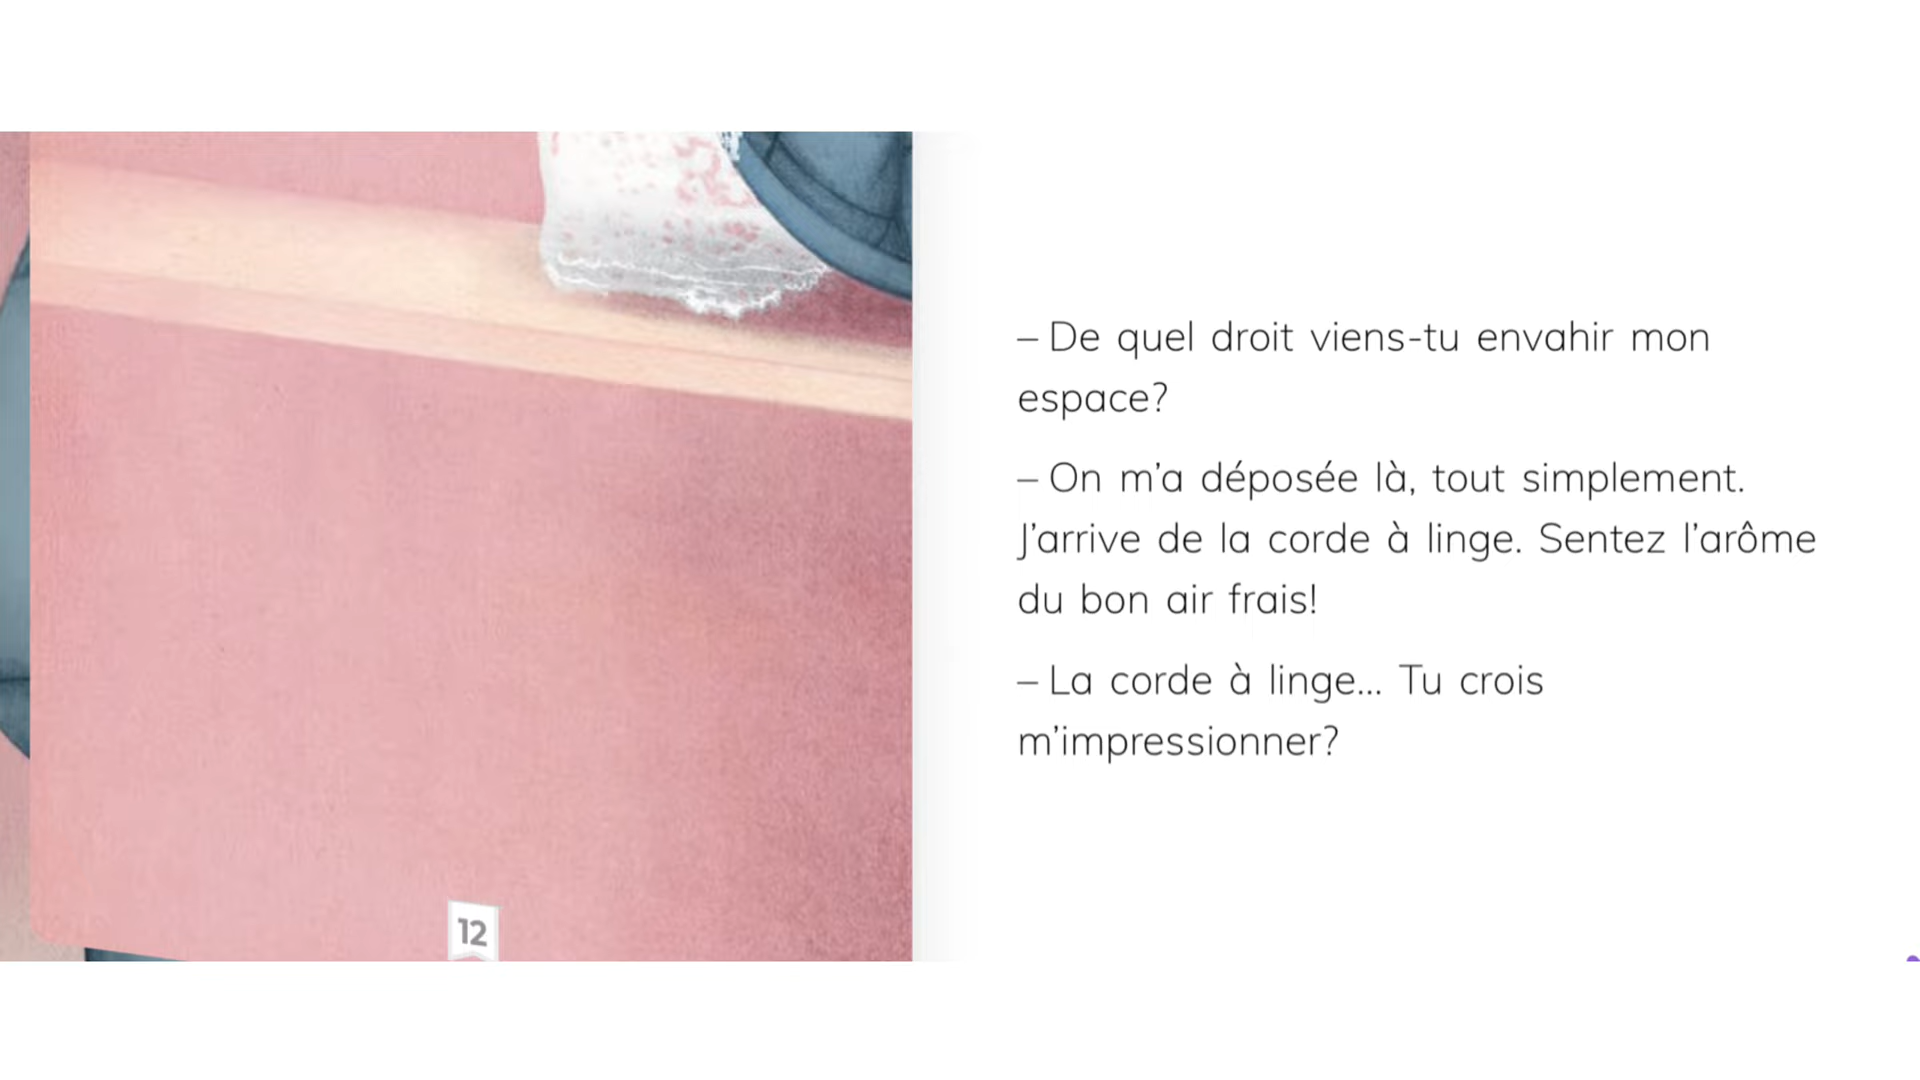 – De quel droit viens-tu envahir mon
espace?
– On m’a déposée là, tout simplement.
J’arrive de la corde à linge. Sentez l’arôme
du bon air frais!
– La corde à linge... Tu crois
m’impressionner?
12